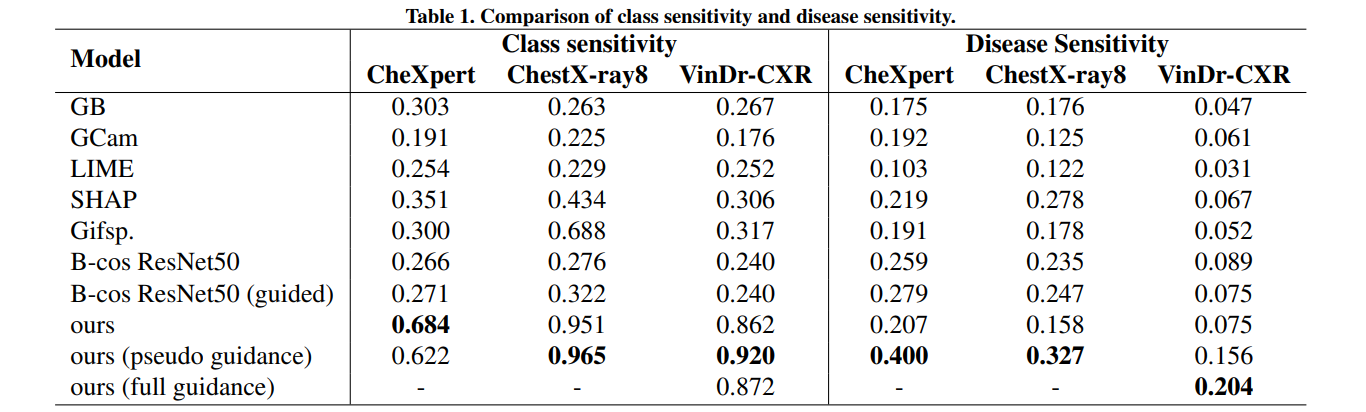 Table 1. Comparison of class sensitivity and disease sensitivity.
Model Class sensitivity Disease Sensitivity
CheXpert ChestX-ray8 VinDr-CXR CheXpert ChestX-ray8 VinDr-CXR
GB 0.303 0.263 0.267 0.175 0.176 0.047
GCam 0.191 0.225 0.176 0.192 0.125 0.061
LIME 0.254 0.229 0.252 0.103 0.122 0.031
SHAP 0.351 0.434 0.306 0.219 0.278 0.067
Gifsp. 0.300 0.688 0.317 0.191 0.178 0.052
B-cos ResNet50 0.266 0.276 0.240 0.259 0.235 0.089
B-cos ResNet50 (guided) 0.271 0.322 0.240 0.279 0.247 0.075
ours 0.684 0.951 0.862 0.207 0.158 0.075
ours (pseudo guidance) 0.622 0.965 0.920 0.400 0.327 0.156
ours (full guidance) - - 0.872 - - 0.204